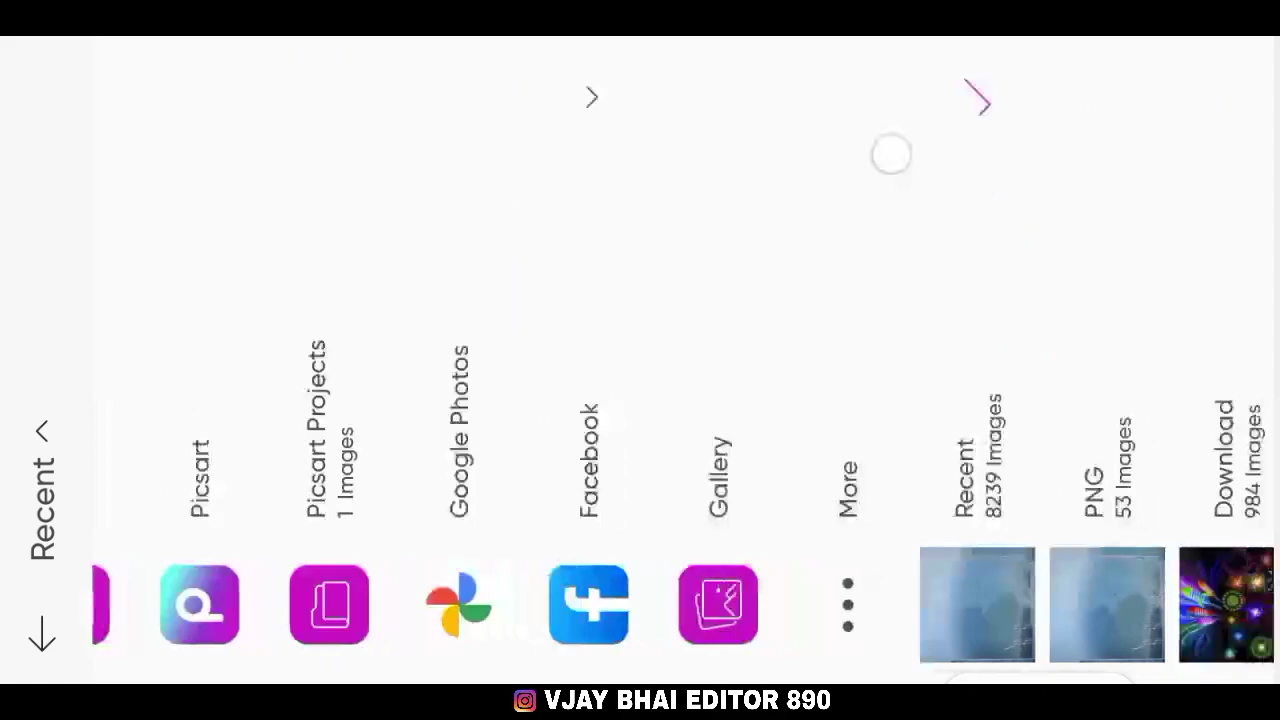 Recent
Picsart
Picsart Projects
1 Images
Google Photos
Facebook
Gallery
More
Recent
8239 Images
PNG
53 Images
Download
984 Images
VJAY BHAI EDITOR 890